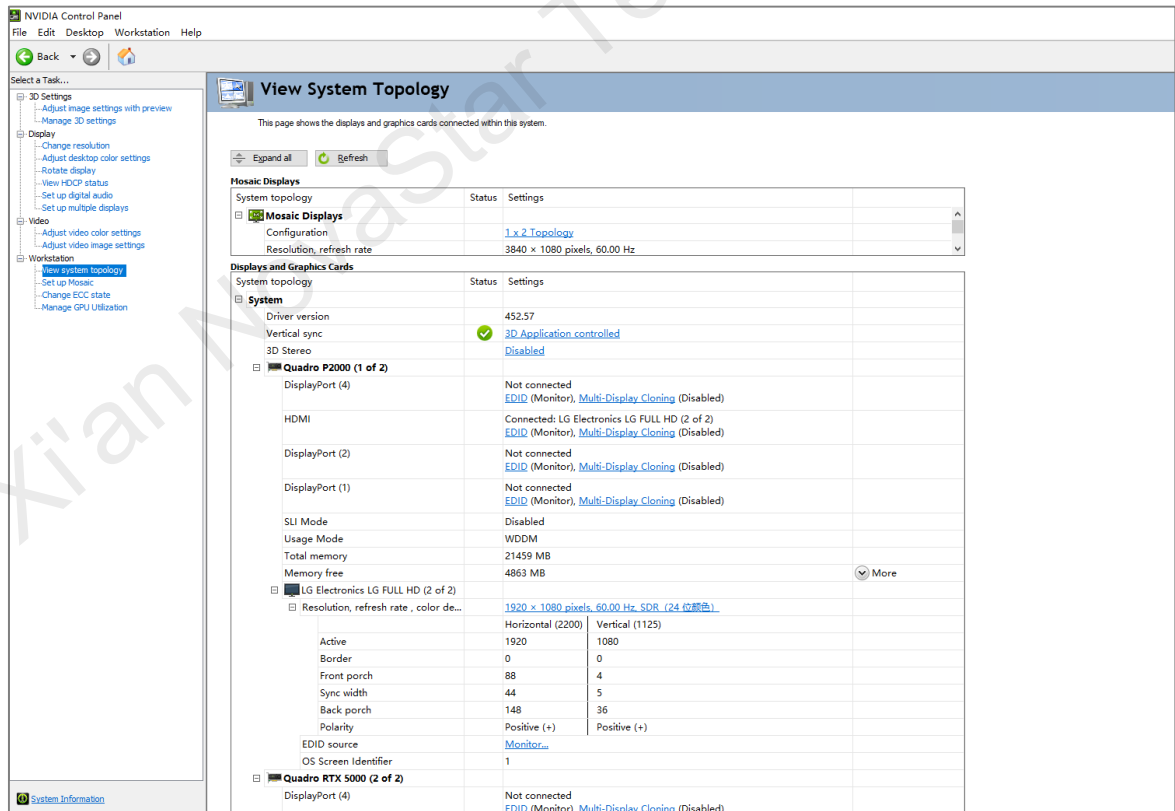 NVIDIA Control Panel
File Edit Desktop Workstation Help
Back
Select a Task...
3D Settings
Adjust image settings with preview
Manage 3D settings
Display
Change resolution
Adjust desktop color settings
Rotate display
View HDCP status
Set up digital audio
Set up multiple displays
Video
Adjust video color settings
Adjust video image settings
Workstation
View system topology
Set up Mosaic
Change ECC state
Manage GPU Utilization
System Information
View System Topology
This page shows the displays and graphics cards connected within this system.
Expand all Refresh
Mosaic Displays
System topology Status Settings
Mosaic Displays
Configuration 1 x 2 Topology
Resolution, refresh rate 3840 × 1080 pixels, 60.00 Hz
Displays and Graphics Cards
System topology Status Settings
System
Driver version 452.57
Vertical sync 3D Application controlled
3D Stereo Disabled
Quadro P2000 (1 of 2)
DisplayPort (4) Not connected
EDID (Monitor), Multi-Display Cloning (Disabled)
HDMI Connected: LG Electronics LG FULL HD (2 of 2)
EDID (Monitor), Multi-Display Cloning (Disabled)
DisplayPort (2) Not connected
EDID (Monitor), Multi-Display Cloning (Disabled)
DisplayPort (1) Not connected
EDID (Monitor), Multi-Display Cloning (Disabled)
SLI Mode Disabled
Usage Mode WDDM
Total memory 21459 MB
Memory free 4863 MB More
LG Electronics LG FULL HD (2 of 2)
Resolution, refresh rate , color de... 1920 × 1080 pixels, 60.00 Hz, SDR（24 位颜色）
Horizontal (2200) Vertical (1125)
Active 1920 1080
Border 0 0
Front porch 88 4
Sync width 44 5
Back porch 148 36
Polarity Positive (+) Positive (+)
EDID source Monitor...
OS Screen Identifier 1
Quadro RTX 5000 (2 of 2)
DisplayPort (4) Not connected
EDID (Monitor), Multi-Display Cloning (Disabled)
Xi'an NovaStar